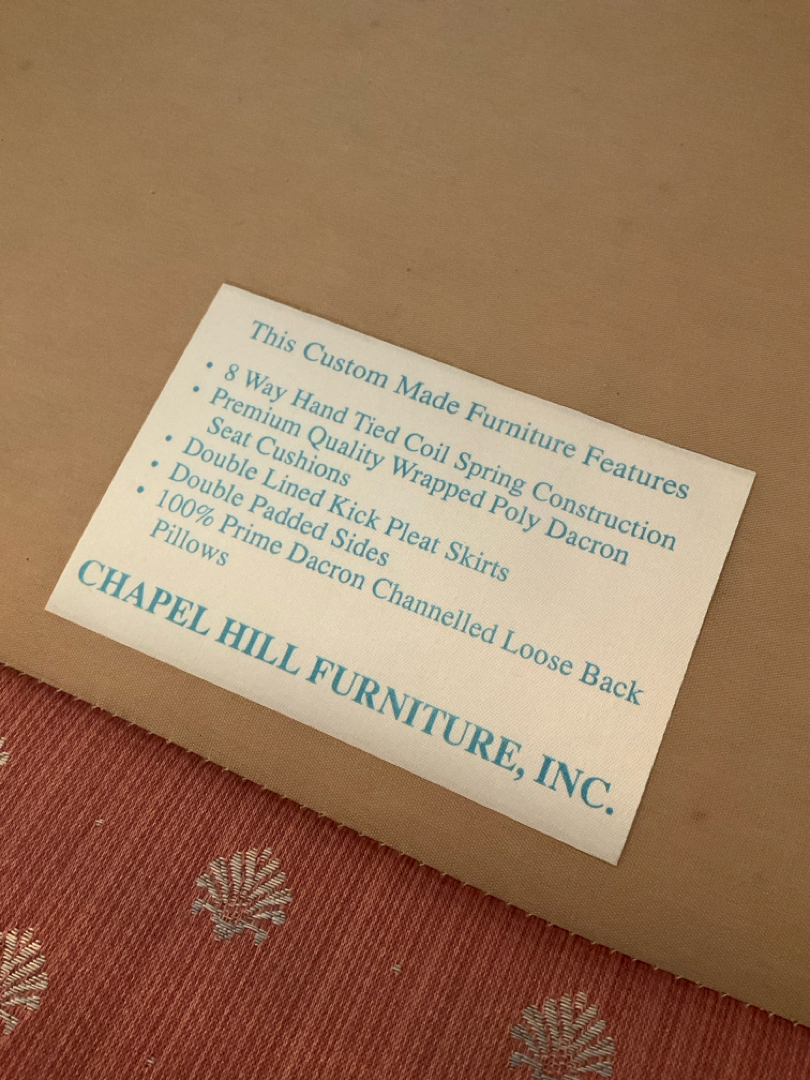 This Custom Made Furniture Features
• 8 Way Hand Tied Coil Spring Construction
• Premium Quality Wrapped Poly Dacron
Seat Cushions
• Double Lined Kick Pleat Skirts
• Double Padded Sides
• 100% Prime Dacron Channelled Loose Back
Pillows
CHAPEL HILL FURNITURE, INC.